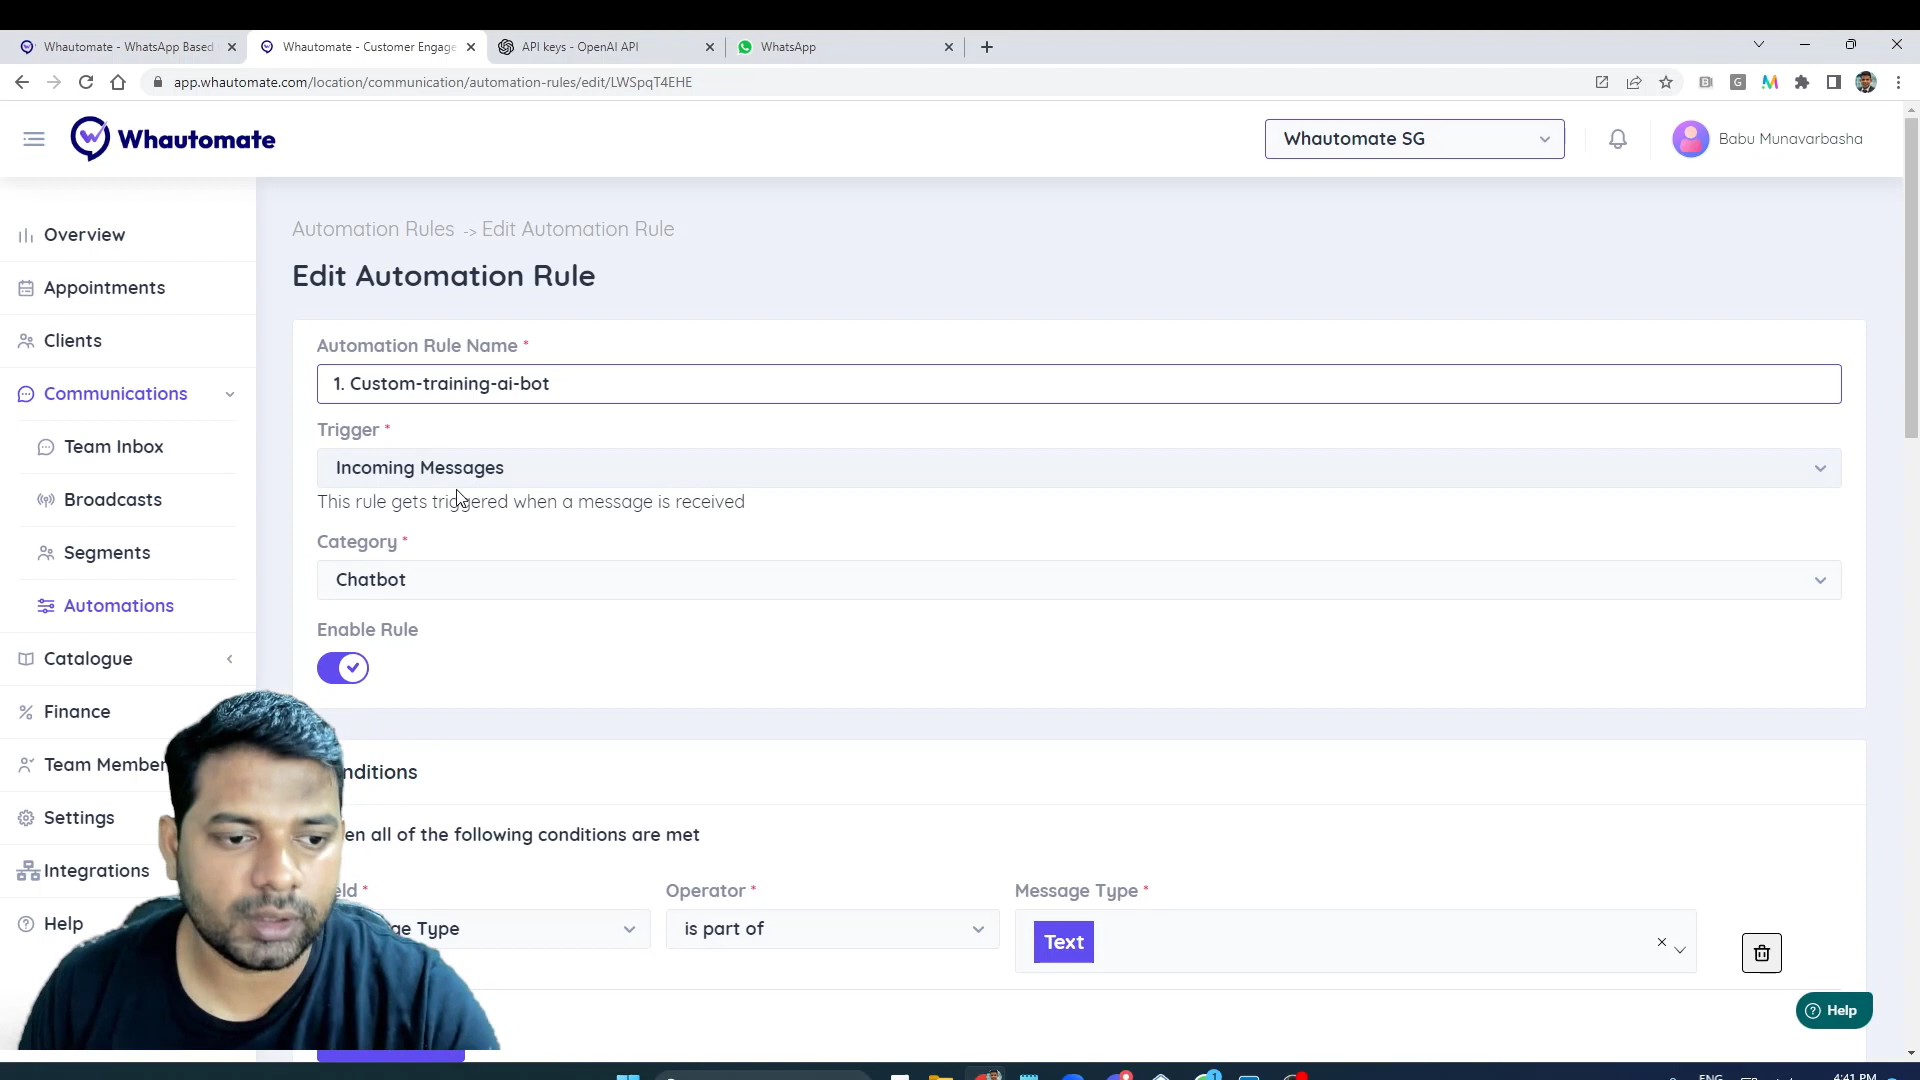 Whautomate - WhatsApp Based
Whautomate - Customer Engage
API keys - OpenAI API
WhatsApp
app.whautomate.com/location/communication/automation-rules/edit/LWSpqT4EHE
Whautomate
Whautomate SG
Babu Munavarbasha
Overview
Appointments
Clients
Communications
Team Inbox
Broadcasts
Segments
Automations
Catalogue
Finance
Team Member
Settings
Integrations
Help
Automation Rules -> Edit Automation Rule
Edit Automation Rule
Automation Rule Name *
1. Custom-training-ai-bot
Trigger *
Incoming Messages
This rule gets triggered when a message is received
Category *
Chatbot
Enable Rule
nditions
en all of the following conditions are met
eld *
Operator *
Message Type *
ge Type
is part of
Text
Help
ENG
4:41 PM